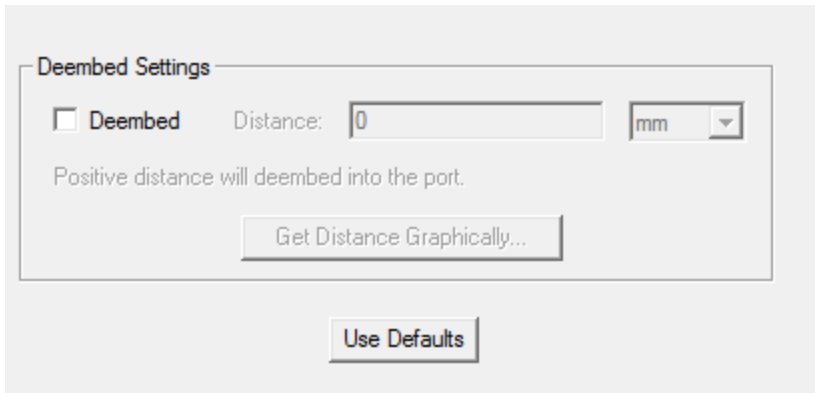 Deembed Settings
Deembed Distance: 0 mm
Positive distance will deembed into the port.
Get Distance Graphically...
Use Defaults